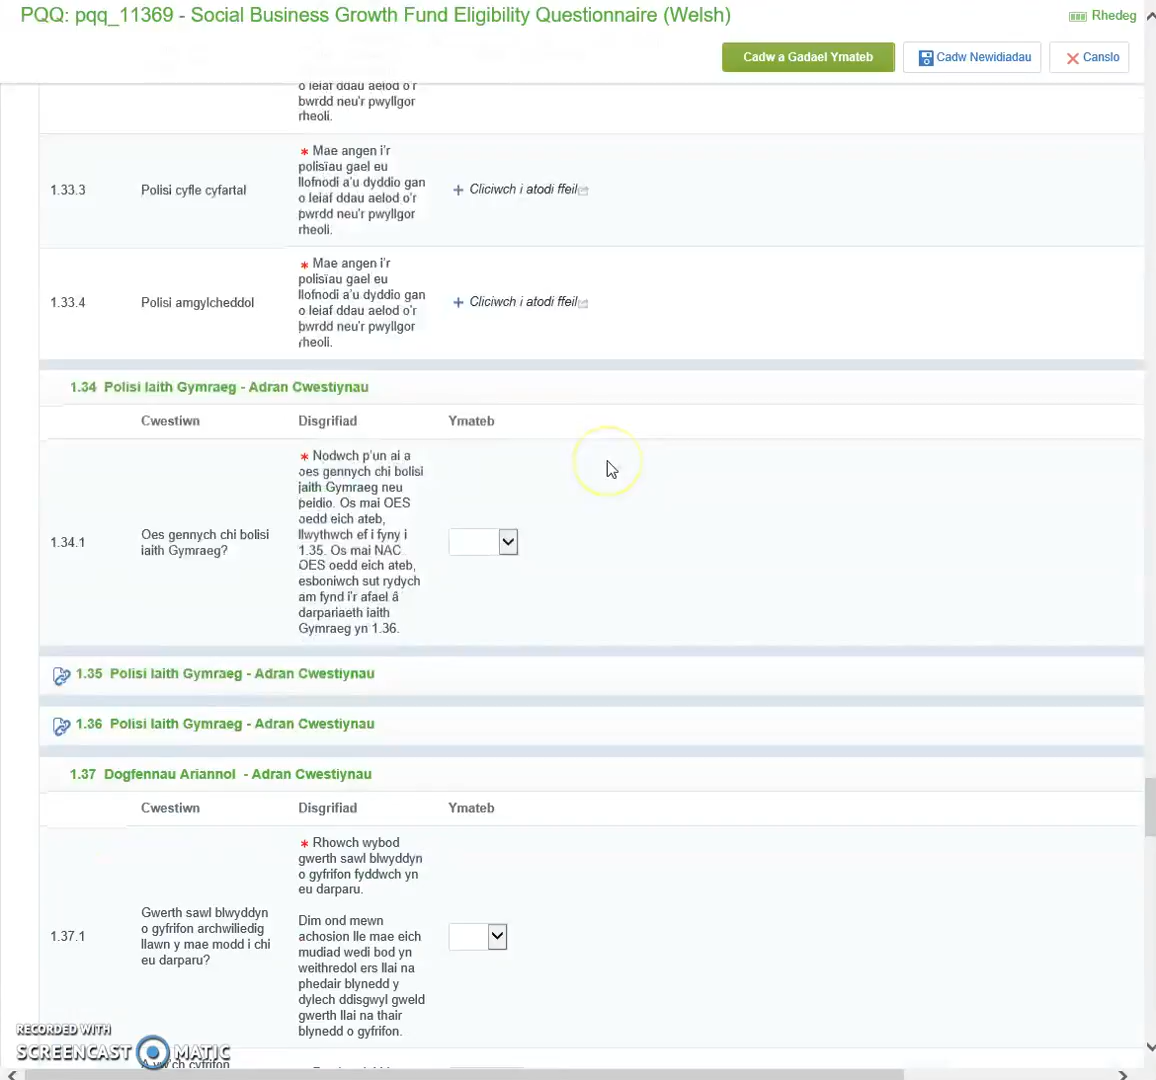 PQQ: pqq_11369 - Social Business Growth Fund Eligibility Questionnaire (Welsh)
Rhedeg
Cadw a Gadael Ymateb
Cadw Newidiadau
Canslo
o leiaf ddau aelod o'r
bwrdd neu'r pwyllgor
rheoli.
1.33.3
Polisi cyfle cyfartal
* Mae angen i'r
polisïau gael eu
llofnodi a'u dyddio gan
o leiaf ddau aelod o'r
bwrdd neu'r pwyllgor
rheoli.
+ Cliciwch i atodi ffeil
1.33.4
Polisi amgylcheddol
* Mae angen i'r
polisïau gael eu
llofnodi a'u dyddio gan
o leiaf ddau aelod o'r
bwrdd neu'r pwyllgor
rheoli.
+ Cliciwch i atodi ffeil
1.34 Polisi Iaith Gymraeg - Adran Cwestiynau
Cwestiwn Disgrifiad Ymateb
1.34.1
Oes gennych chi bolisi
iaith Gymraeg?
* Nodwch p'un ai a
oes gennych chi bolisi
iaith Gymraeg neu
peidio. Os mai OES
oedd eich ateb,
llwythwch ef i fyny i
1.35. Os mai NAC
OES oedd eich ateb,
esboniwch sut rydych
am fynd i'r afael â
darpariaeth iaith
Gymraeg yn 1.36.
1.35 Polisi Iaith Gymraeg - Adran Cwestiynau
1.36 Polisi Iaith Gymraeg - Adran Cwestiynau
1.37 Dogfennau Ariannol - Adran Cwestiynau
Cwestiwn Disgrifiad Ymateb
1.37.1
Gwerth sawl blwyddyn
o gyfrifon archwiliedig
llawn y mae modd i chi
eu darparu?
* Rhowch wybod
gwerth sawl blwyddyn
o gyfrifon fyddwch yn
eu darparu.
Dim ond mewn
achosion lle mae eich
mudiad wedi bod yn
weithredol ers llai na
phedair blynedd y
dylech ddisgwyl gweld
gwerth llai na thair
blynedd o gyfrifon.
A yw'ch cyfrifon
RECORDED WITH
SCREENCAST MATIC